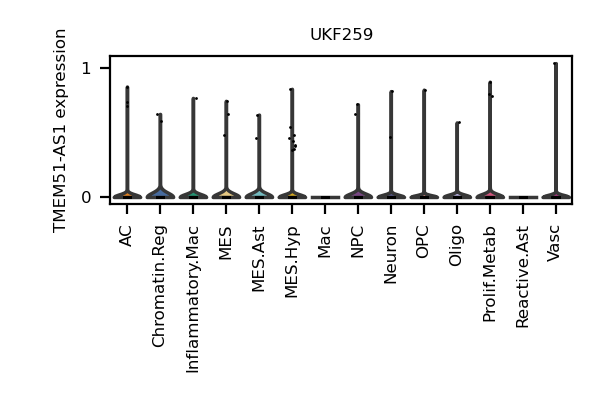 UKF259
TMEM51-AS1 expression
1
0
AC
Chromatin.Reg
Inflammatory.Mac
MES
MES.Ast
MES.Hyp
Mac
NPC
Neuron
OPC
Oligo
Prolif.Metab
Reactive.Ast
Vasc